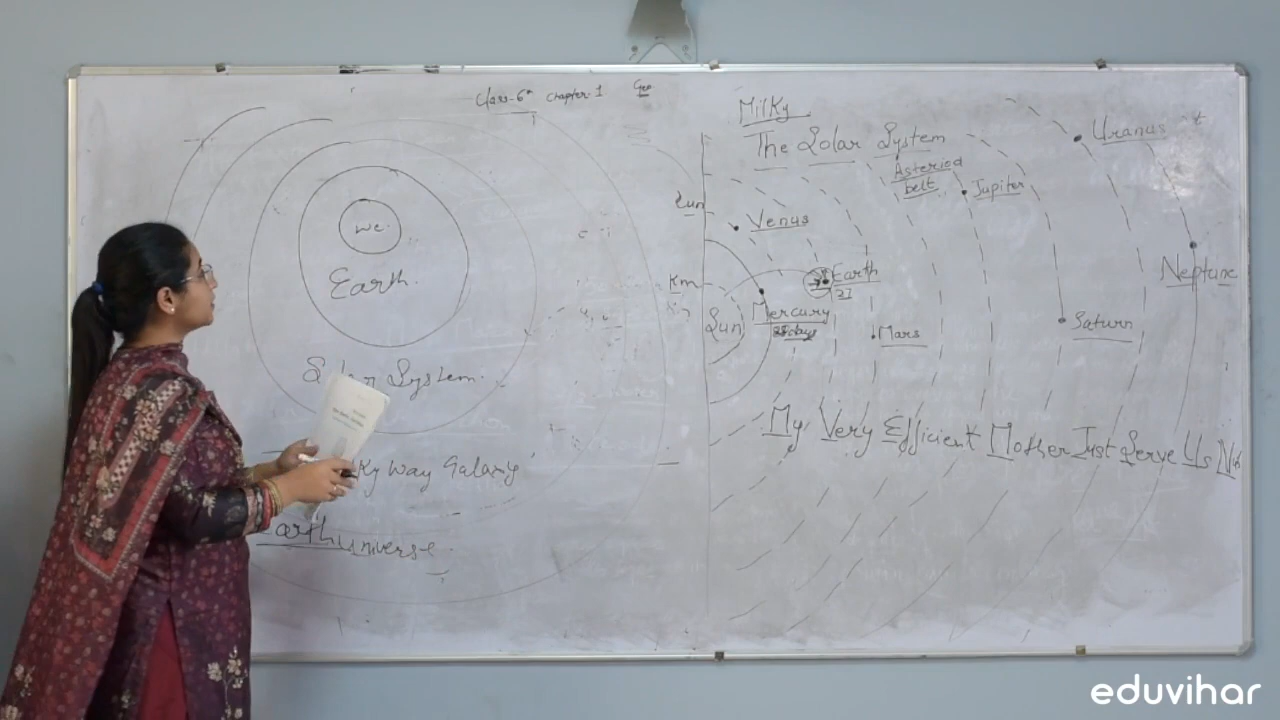 Class-6th Chapter-1 Geo
we
Earth.
Solar System.
ky Way Galaxy
Earth universe.
Milky
The Solar System
Asteriod
belt
Uranus
Jupiter
Sun
Venus
Neptune
Earth
Km
Mercury
days
Sun
Mars
Saturn
My Very Efficient Mother Just Serve Us Nu
eduvihar